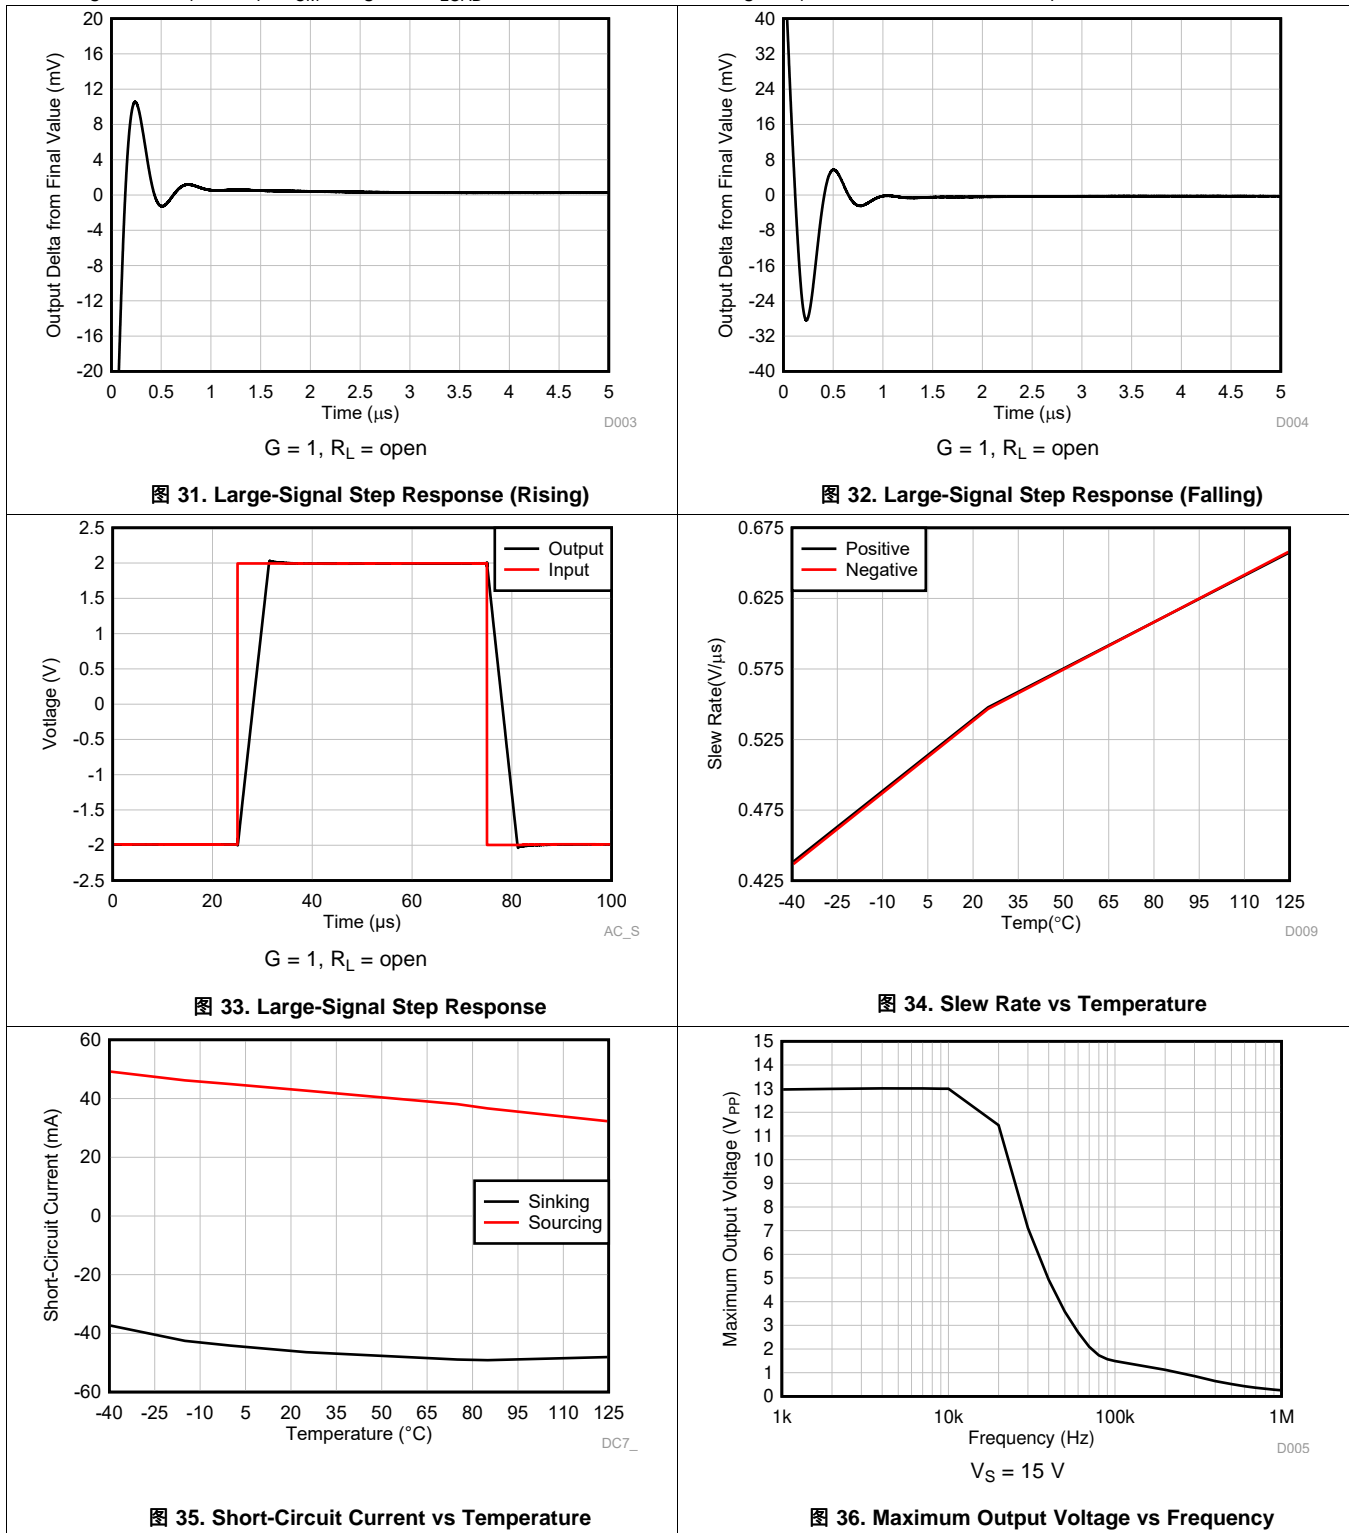 20
16
12
8
4
0
-4
-8
-12
-16
-20
Output Delta from Final Value (mV)
0 0.5 1 1.5 2 2.5 3 3.5 4 4.5 5
Time (μs)
D003
G = 1, RL = open
图 31. Large-Signal Step Response (Rising)
40
32
24
16
8
0
-8
-16
-24
-32
-40
Output Delta from Final Value (mV)
0 0.5 1 1.5 2 2.5 3 3.5 4 4.5 5
Time (μs)
D004
G = 1, RL = open
图 32. Large-Signal Step Response (Falling)
2.5
2
1.5
1
0.5
0
-0.5
-1
-1.5
-2
-2.5
Votlage (V)
Output
Input
0 20 40 60 80 100
Time (μs)
AC_S
G = 1, RL = open
图 33. Large-Signal Step Response
0.675
0.625
0.575
0.525
0.475
0.425
Slew Rate(V/μs)
Positive
Negative
-40 -25 -10 5 20 35 50 65 80 95 110 125
Temp(°C)
D009
图 34. Slew Rate vs Temperature
60
40
20
0
-20
-40
-60
Short-Circuit Current (mA)
Sinking
Sourcing
-40 -25 -10 5 20 35 50 65 80 95 110 125
Temperature (°C)
DC7_
图 35. Short-Circuit Current vs Temperature
15
14
13
12
11
10
9
8
7
6
5
4
3
2
1
0
Maximum Output Voltage (VPP)
1k 10k 100k 1M
Frequency (Hz)
D005
VS = 15 V
图 36. Maximum Output Voltage vs Frequency